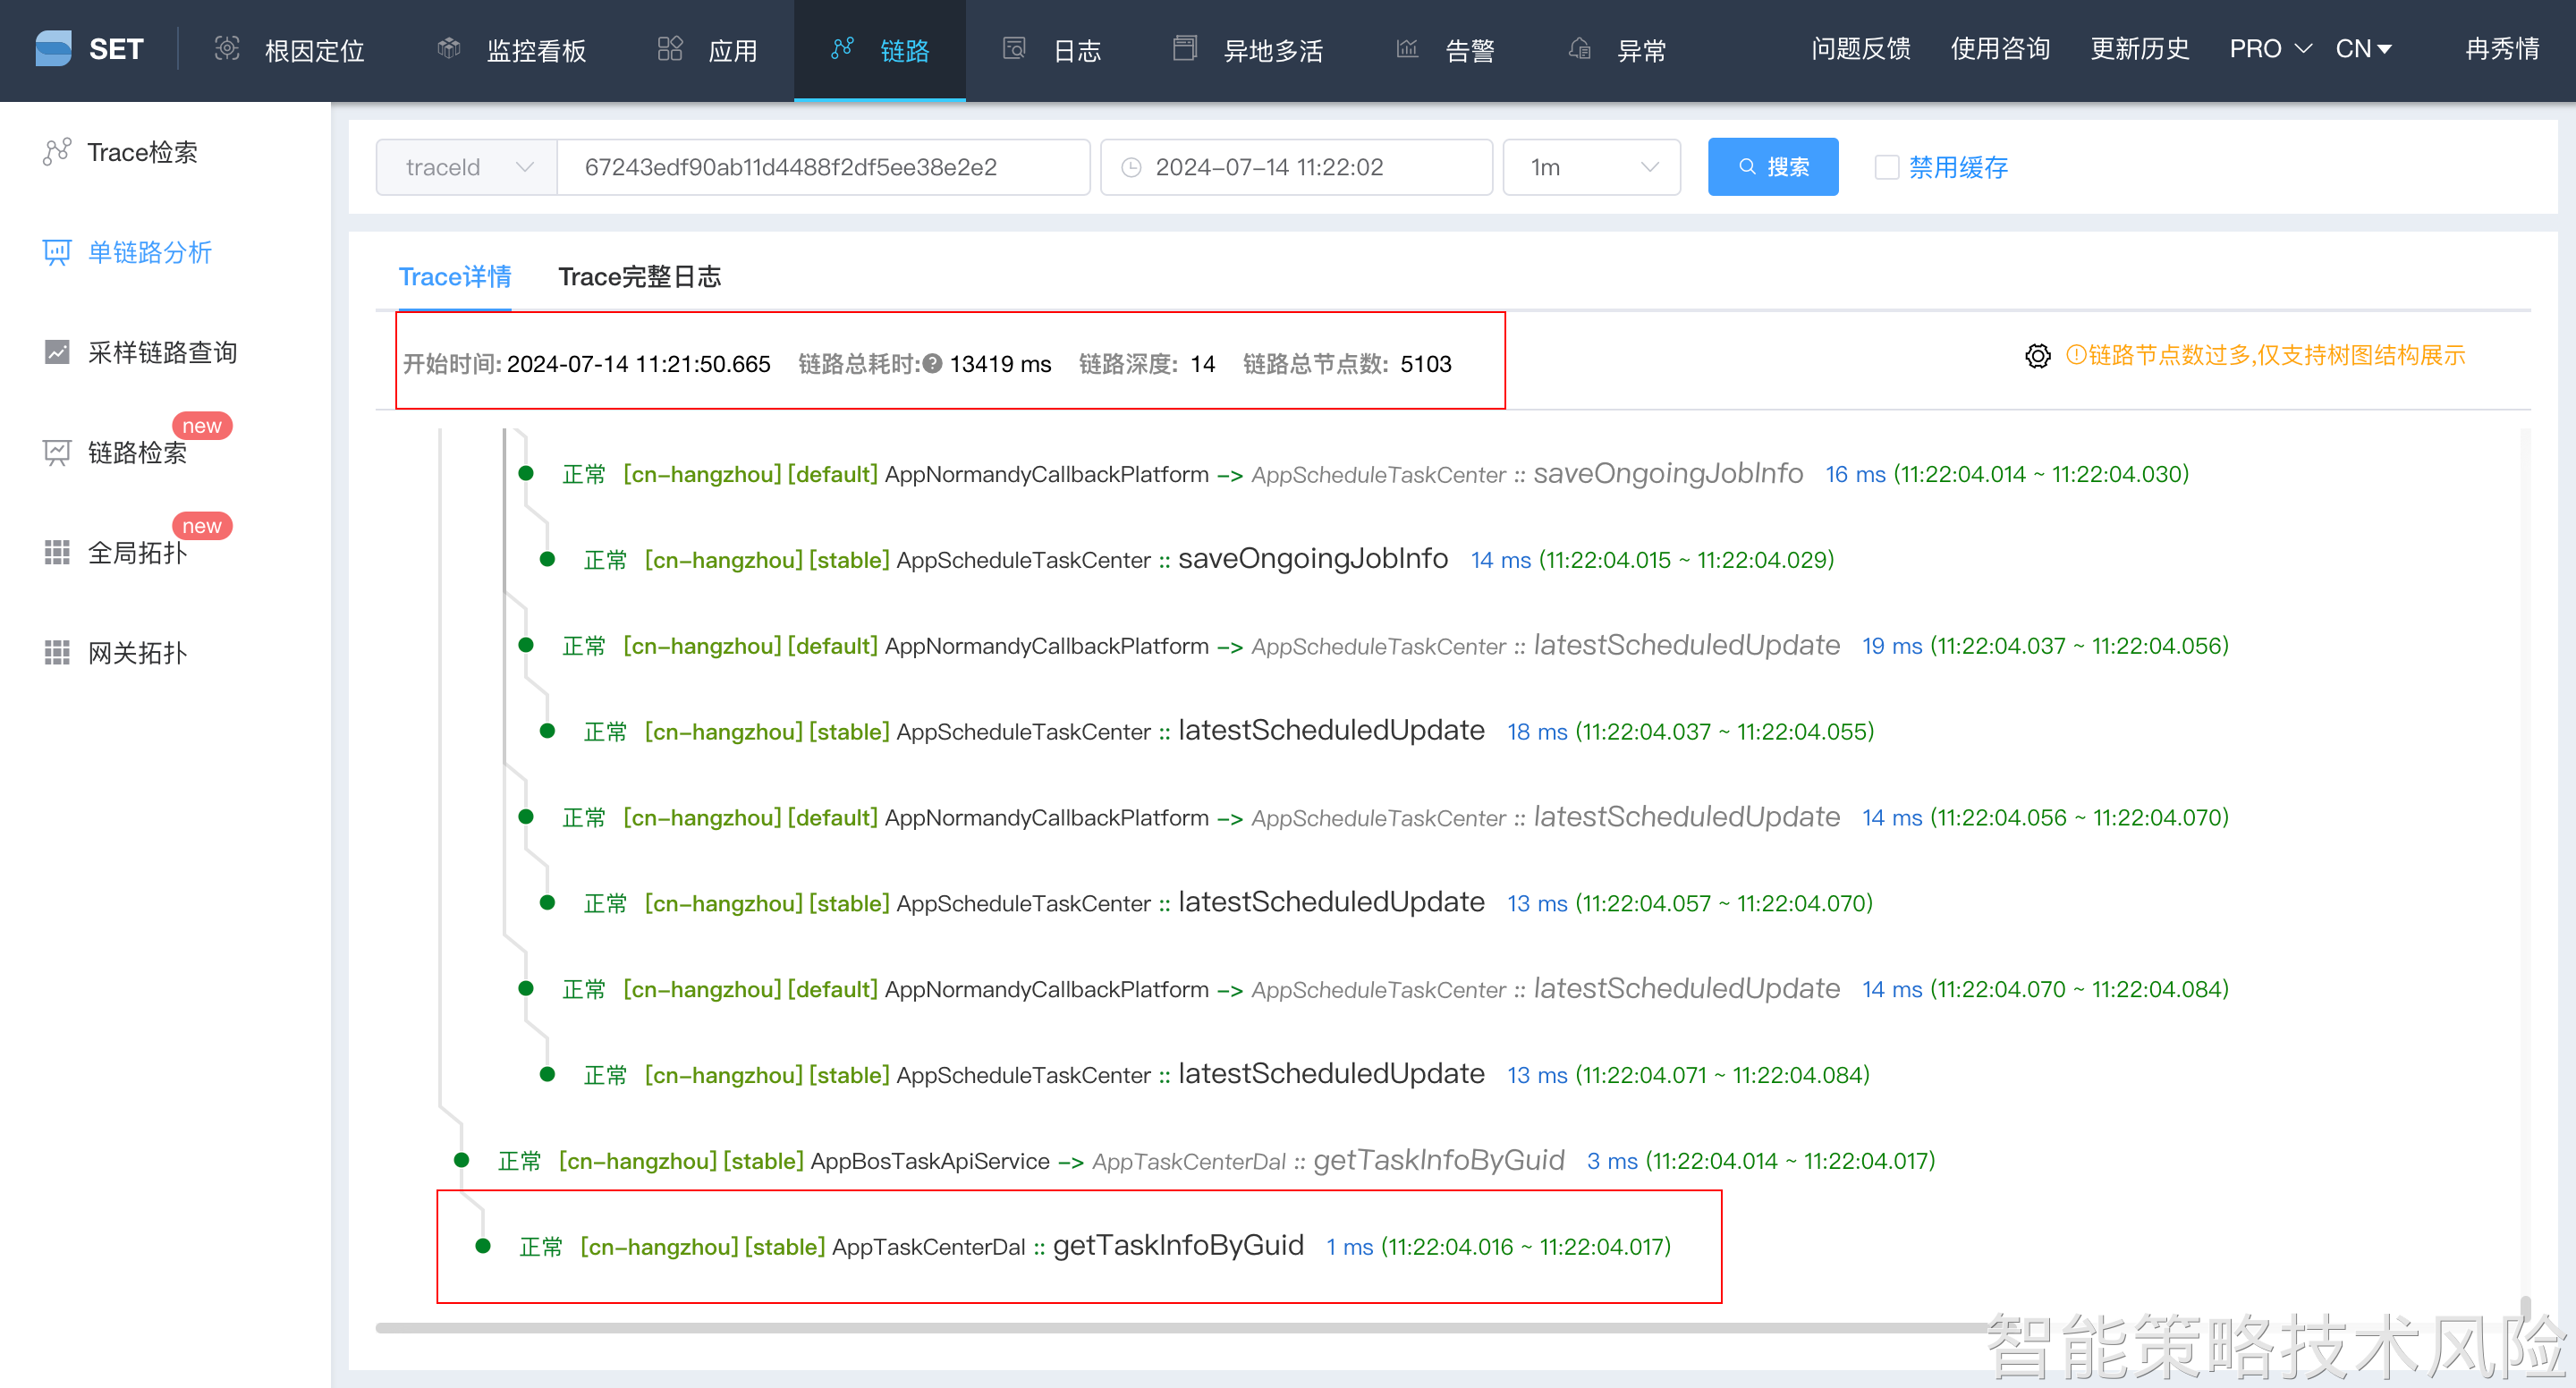 SET 根因定位 监控看板 应用 链路 日志 异地多活 告警 异常 问题反馈 使用咨询 更新历史 PRO CN 冉秀情
Trace检索
单链路分析
采样链路查询
new
链路检索
new
全局拓扑
网关拓扑
traceId 67243edf90ab11d4488f2df5ee38e2e2 2024-07-14 11:22:02 1m 搜索 禁用缓存
Trace详情 Trace完整日志
开始时间: 2024-07-14 11:21:50.665 链路总耗时: 13419 ms 链路深度: 14 链路总节点数: 5103 链路节点数过多,仅支持树图结构展示
正常 [cn-hangzhou] [default] AppNormandyCallbackPlatform -> AppScheduleTaskCenter :: saveOngoingJobInfo 16 ms (11:22:04.014 ~ 11:22:04.030)
正常 [cn-hangzhou] [stable] AppScheduleTaskCenter :: saveOngoingJobInfo 14 ms (11:22:04.015 ~ 11:22:04.029)
正常 [cn-hangzhou] [default] AppNormandyCallbackPlatform -> AppScheduleTaskCenter :: latestScheduledUpdate 19 ms (11:22:04.037 ~ 11:22:04.056)
正常 [cn-hangzhou] [stable] AppScheduleTaskCenter :: latestScheduledUpdate 18 ms (11:22:04.037 ~ 11:22:04.055)
正常 [cn-hangzhou] [default] AppNormandyCallbackPlatform -> AppScheduleTaskCenter :: latestScheduledUpdate 14 ms (11:22:04.056 ~ 11:22:04.070)
正常 [cn-hangzhou] [stable] AppScheduleTaskCenter :: latestScheduledUpdate 13 ms (11:22:04.057 ~ 11:22:04.070)
正常 [cn-hangzhou] [default] AppNormandyCallbackPlatform -> AppScheduleTaskCenter :: latestScheduledUpdate 14 ms (11:22:04.070 ~ 11:22:04.084)
正常 [cn-hangzhou] [stable] AppScheduleTaskCenter :: latestScheduledUpdate 13 ms (11:22:04.071 ~ 11:22:04.084)
正常 [cn-hangzhou] [stable] AppBosTaskApiService -> AppTaskCenterDal :: getTaskInfoByGuid 3 ms (11:22:04.014 ~ 11:22:04.017)
正常 [cn-hangzhou] [stable] AppTaskCenterDal :: getTaskInfoByGuid 1 ms (11:22:04.016 ~ 11:22:04.017)
智能策略技术风险